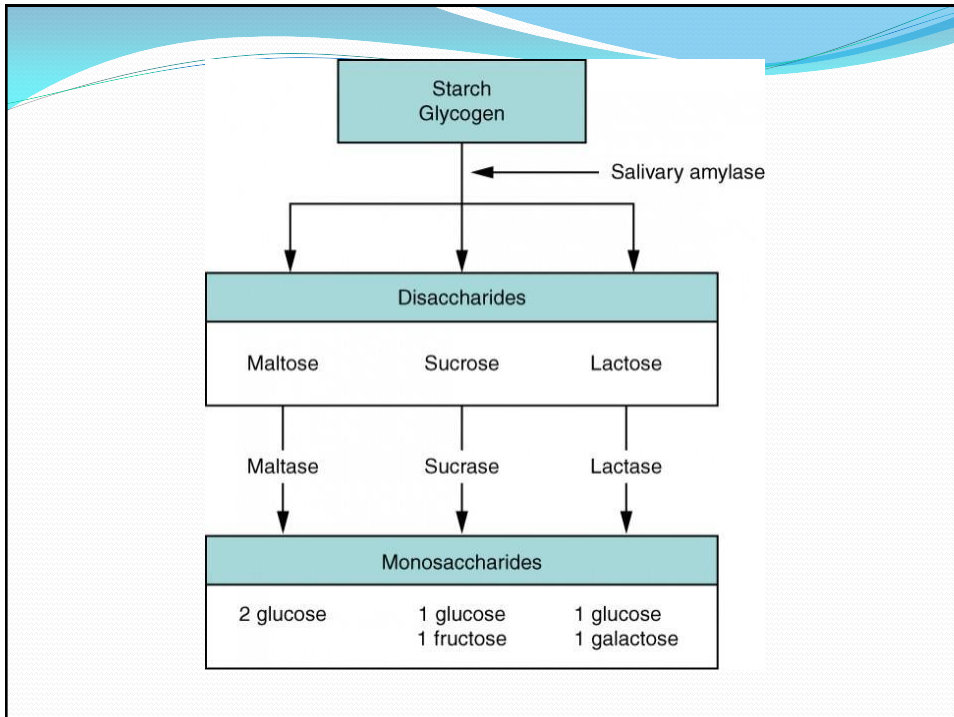 Starch
Glycogen
Salivary amylase
Disaccharides
Maltose Sucrose Lactose
Maltase Sucrase Lactase
Monosaccharides
2 glucose 1 glucose 1 glucose
1 fructose 1 galactose